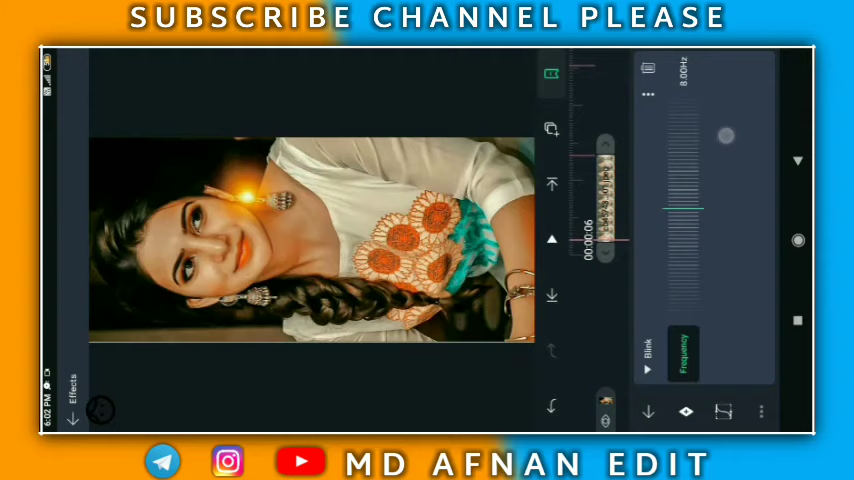 SUBSCRIBE CHANNEL PLEASE
6:02 PM
Effects
00:00:06
8.00Hz
Blink
Frequency
MD AFNAN EDIT